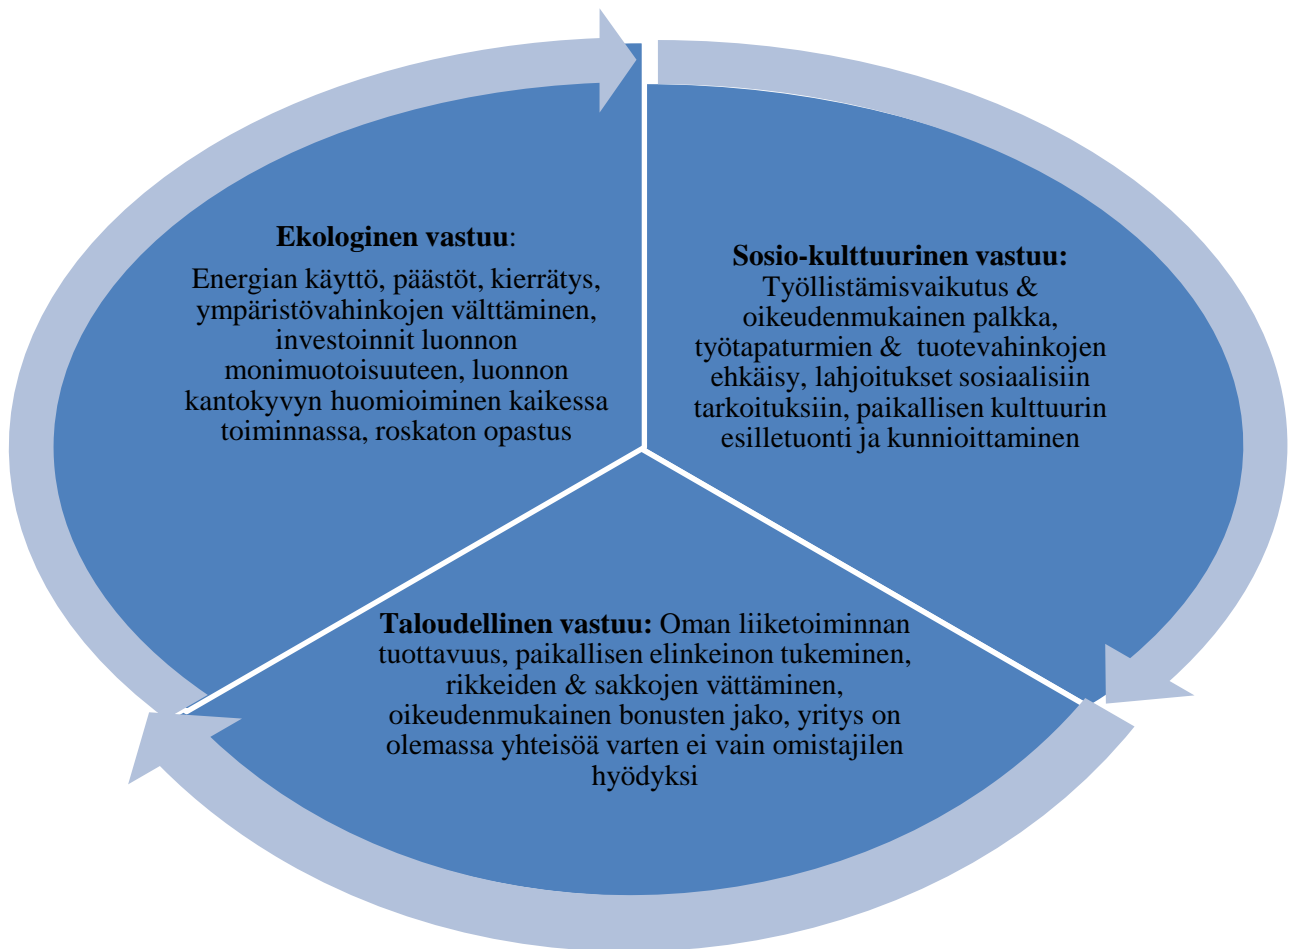 Ekologinen vastuu:
Energian käyttö, päästöt, kierrätys,
ympäristövahinkojen välttäminen,
investoinnit luonnon
monimuotoisuuteen, luonnon
kantokyvyn huomioiminen kaikessa
toiminnassa, roskaton opastus
Sosio-kulttuurinen vastuu:
Työllistämisvaikutus &
oikeudenmukainen palkka,
työtapaturmien & tuotevahinkojen
ehkäisy, lahjoitukset sosiaalisiin
tarkoituksiin, paikallisen kulttuurin
esilletuonti ja kunnioittaminen
Taloudellinen vastuu: Oman liiketoiminnan
tuottavuus, paikallisen elinkeinon tukeminen,
rikkeiden & sakkojen vättäminen,
oikeudenmukainen bonusten jako, yritys on
olemassa yhteisöä varten ei vain omistajilen
hyödyksi